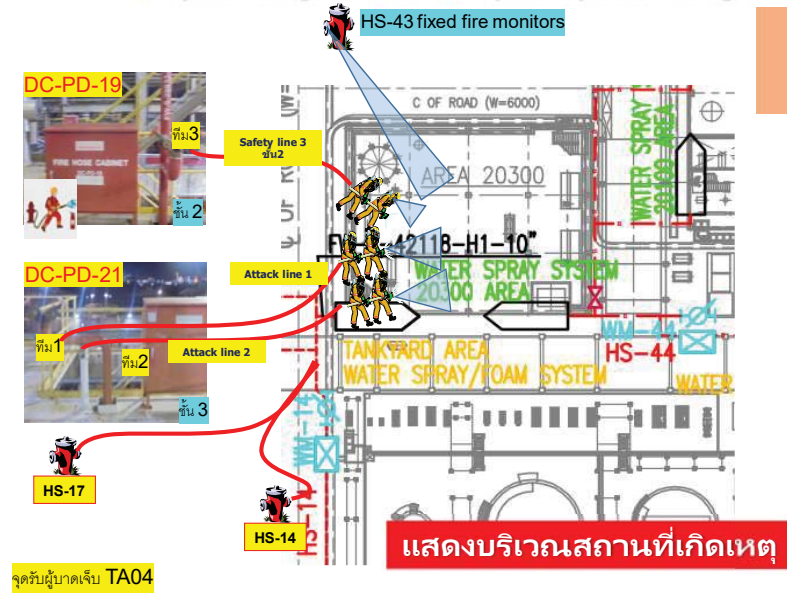 HS-43 fixed fire monitors
DC-PD-19
ทีม3
FIRE HOSE CABINET
ชั้น 2
Safety line 3
ชั้น2
C OF ROAD (W=6000)
AREA 20300
WATER SPRAY SYSTEM
20300 AREA
WATER SPRAY
20100 AREA
DC-PD-21
ทีม1
ทีม2
ชั้น 3
Attack line 1
Attack line 2
TANKYARD AREA
WATER SPRAY/FOAM SYSTEM
WATER
WM-44
HS-44
WM-14
HS-17
HS-14
แสดงบริเวณสถานที่เกิดเหตุ
จุดรับผู้บาดเจ็บ TA04